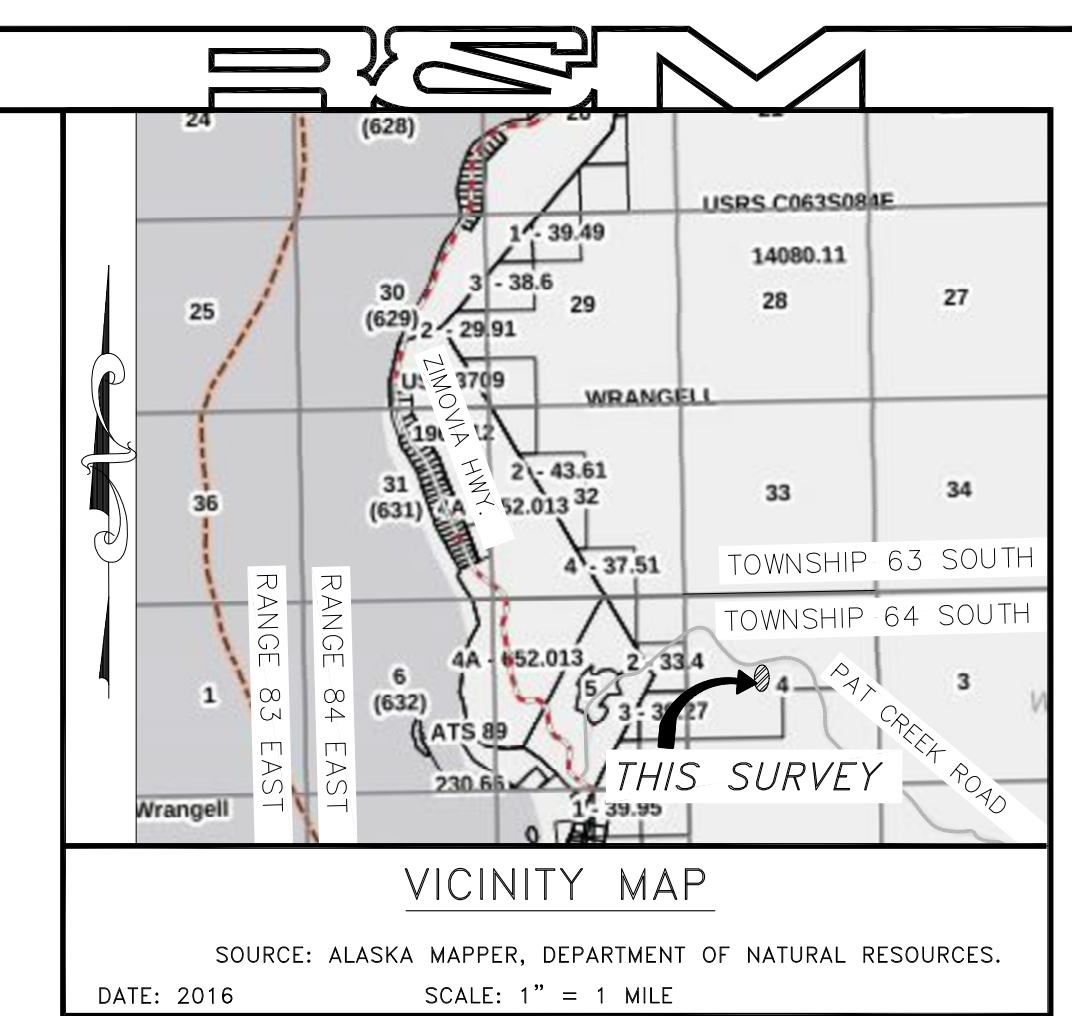 R&M
24
(628)
USRS C063S084E
1 - 39.49
14080.11
3 - 38.6
30
29
28
27
25
(629)
2 - 29.91
ZIMOVIA HWY.
WRANGELL
2 - 43.61
31
32
33
34
36
(631)
52.013
4 - 37.51
TOWNSHIP 63 SOUTH
TOWNSHIP 64 SOUTH
RANGE 83 EAST
RANGE 84 EAST
4A - 652.013
2 - 33.4
6
5
4
3
1
(632)
PAT CREEK ROAD
ATS 89
THIS SURVEY
230.66
Wrangell
1 - 39.95
VICINITY MAP
SOURCE: ALASKA MAPPER, DEPARTMENT OF NATURAL RESOURCES.
DATE: 2016
SCALE: 1" = 1 MILE